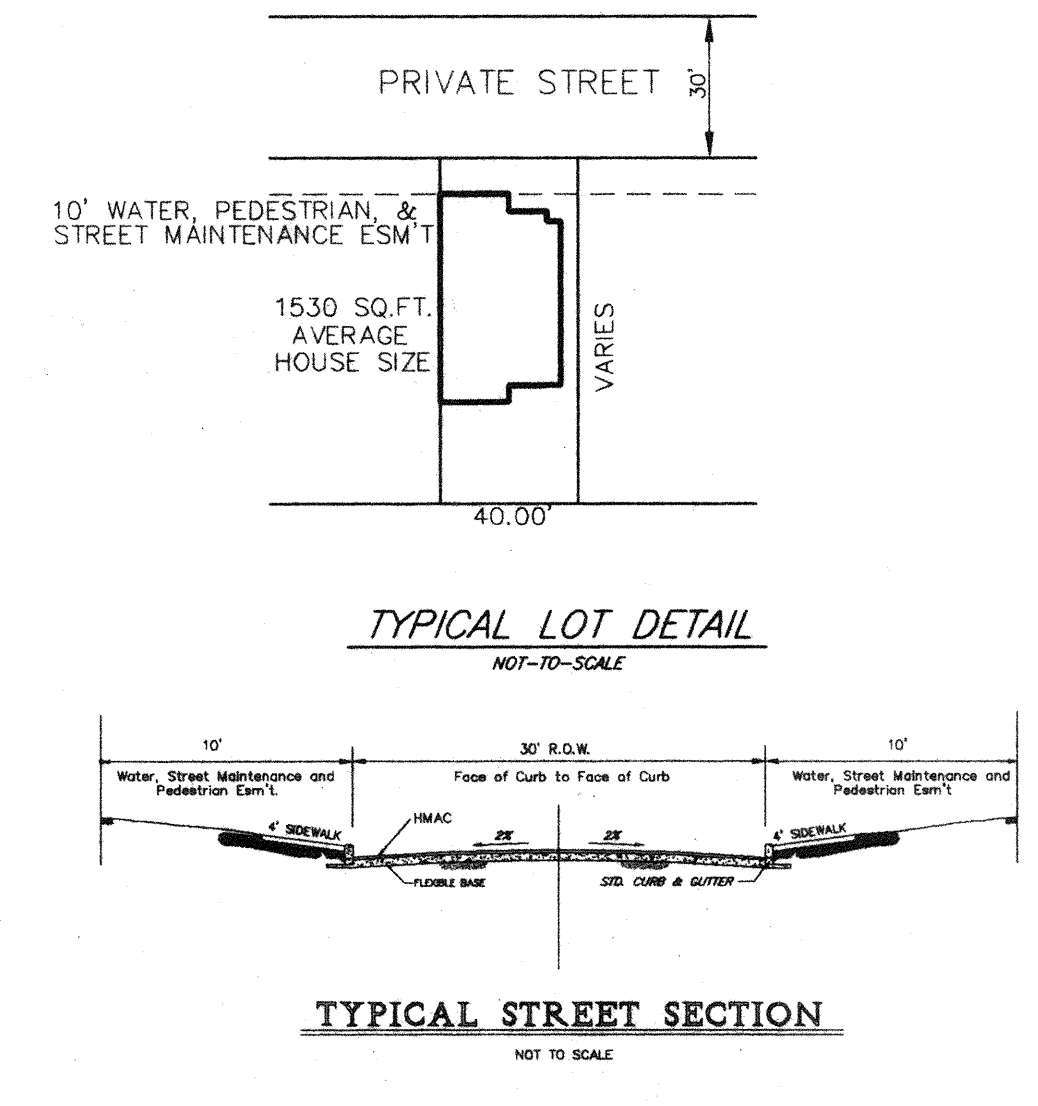 PRIVATE STREET
30'
10' WATER, PEDESTRIAN, &
STREET MAINTENANCE ESM'T
1530 SQ.FT.
AVERAGE
HOUSE SIZE
VARIES
40.00'
TYPICAL LOT DETAIL
NOT-TO-SCALE
10'
Water, Street Maintenance and
Pedestrian Esm't.
30' R.O.W.
Face of Curb to Face of Curb
10'
Water, Street Maintenance and
Pedestrian Esm't
4' SIDEWALK
HMAC
2%
2%
4' SIDEWALK
FLEXIBLE BASE
STD. CURB & GUTTER
TYPICAL STREET SECTION
NOT TO SCALE